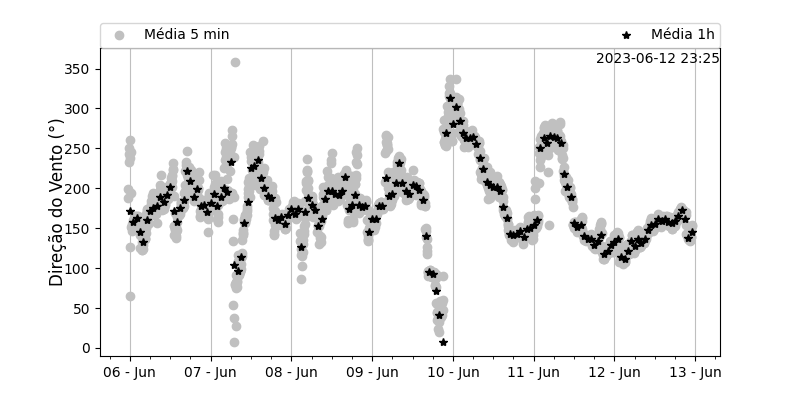 Média 5 min
Média 1h
2023-06-12 23:25
Direção do Vento (°)
350
300
250
200
150
100
50
0
06 - Jun
07 - Jun
08 - Jun
09 - Jun
10 - Jun
11 - Jun
12 - Jun
13 - Jun